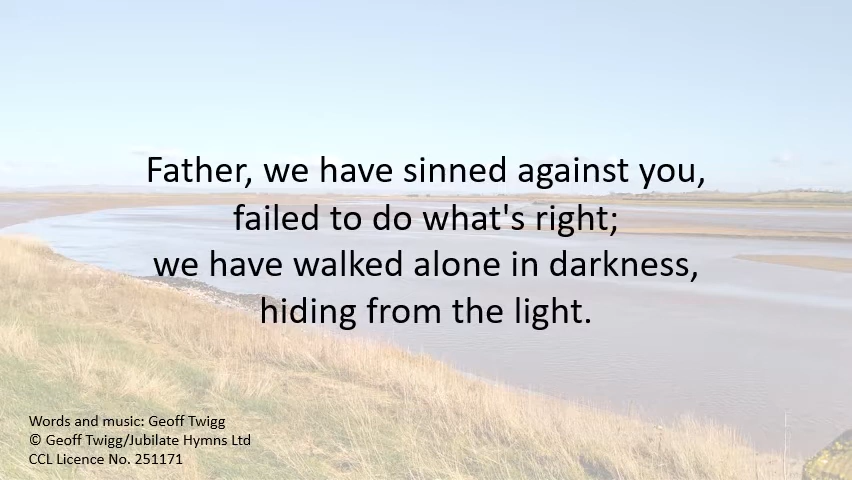 Father, we have sinned against you,
failed to do what's right;
we have walked alone in darkness,
hiding from the light.
Words and music: Geoff Twigg
© Geoff Twigg/Jubilate Hymns Ltd
CCL Licence No. 251171